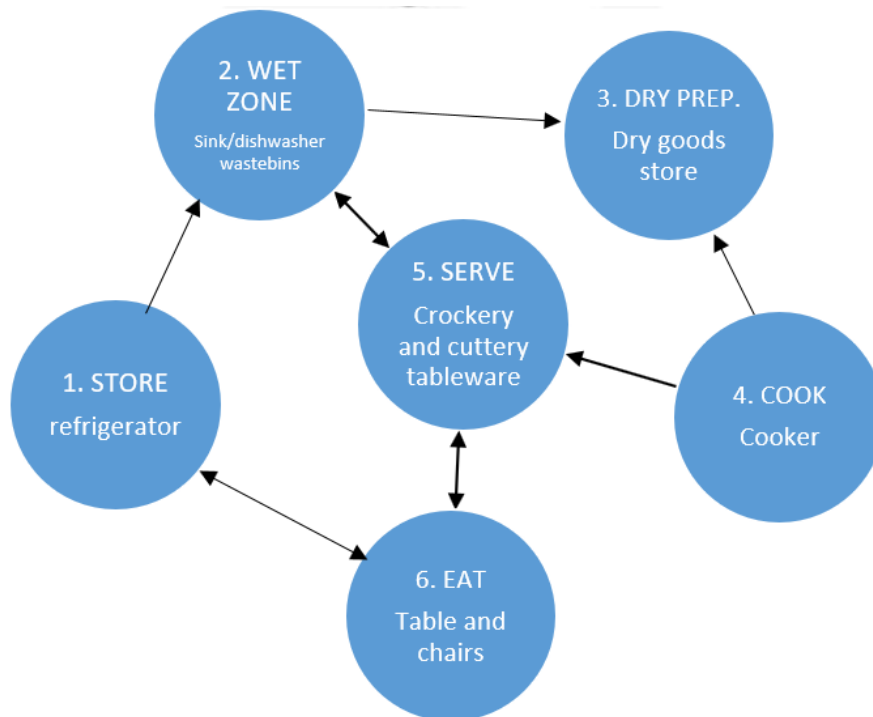 2. WET
ZONE
Sink/dishwasher
wastebins
3. DRY PREP.
Dry goods
store
5. SERVE
Crockery
and cuttery
tableware
1. STORE
refrigerator
4. COOK
Cooker
6. EAT
Table and
chairs